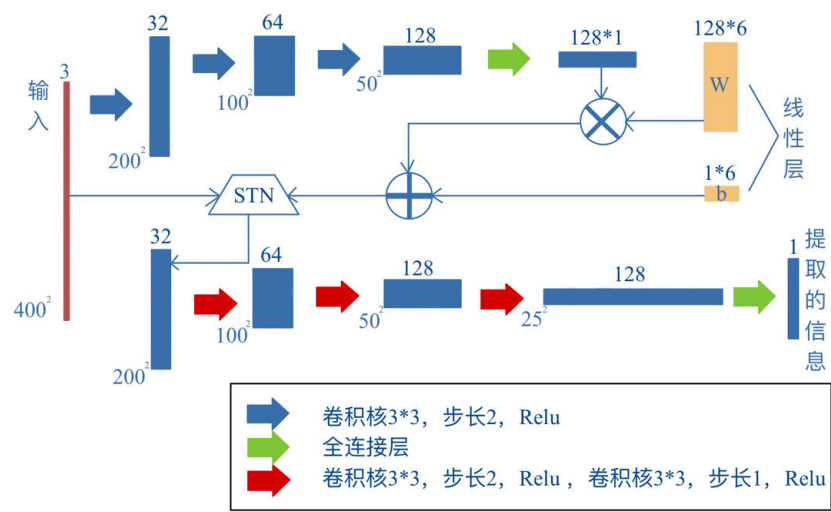 输入
3
400²
32
200²
64
100²
128
50²
128*1
128*6
W
1*6
b
线性层
STN
32
200²
64
100²
128
50²
128
25²
1
提取的信息
卷积核3*3，步长2，Relu
全连接层
卷积核3*3，步长2，Relu ，卷积核3*3，步长1，Relu